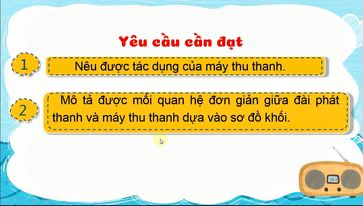 Yêu cầu cần đạt
1
Nêu được tác dụng của máy thu thanh.
2
Mô tả được mối quan hệ đơn giản giữa đài phát
thanh và máy thu thanh dựa vào sơ đồ khối.